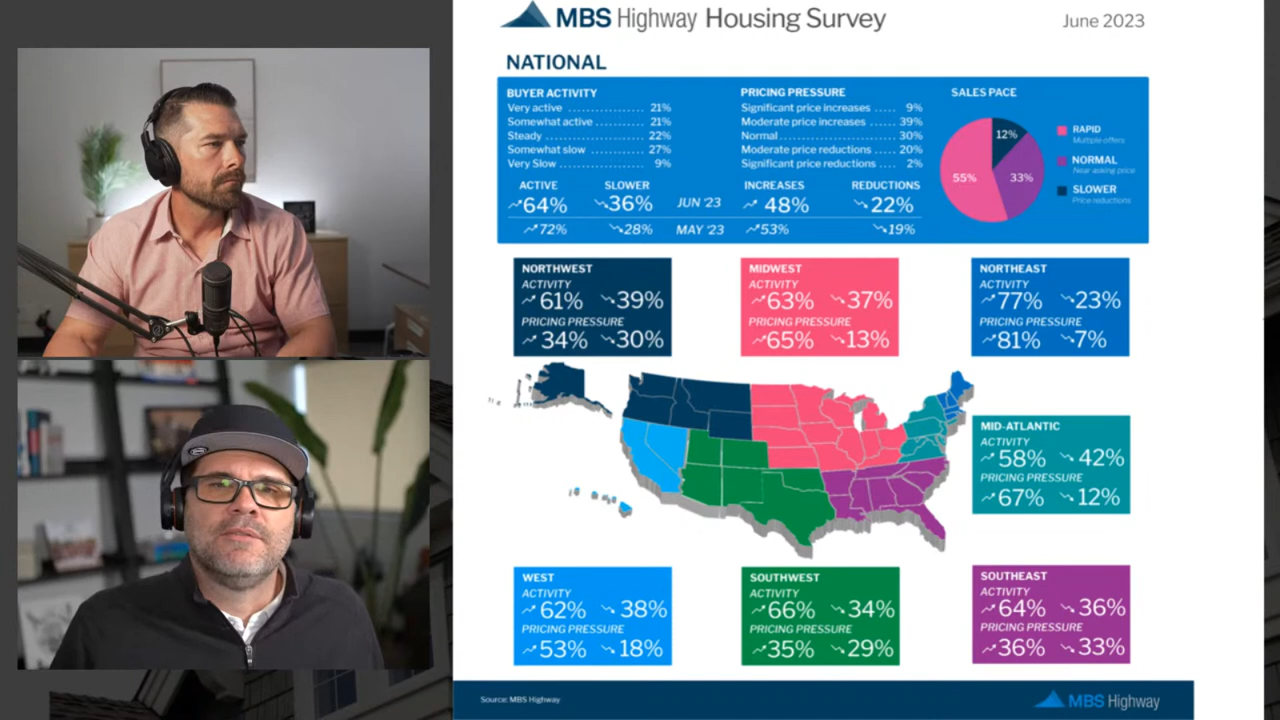 MBS Highway Housing Survey
June 2023
NATIONAL
BUYER ACTIVITY
Very active .................. 21%
Somewhat active ............ 21%
Steady ........................ 22%
Somewhat slow .............. 27%
Very Slow .................... 9%
PRICING PRESSURE
Significant price increases ..... 9%
Moderate price increases ...... 39%
Normal ........................ 30%
Moderate price reductions .... 20%
Significant price reductions .... 2%
SALES PACE
12%
55%
33%
RAPID
Multiple offers
NORMAL
Near asking price
SLOWER
Price reductions
ACTIVE SLOWER INCREASES REDUCTIONS
64% 36% JUN '23 48% 22%
72% 28% MAY '23 53% 19%
NORTHWEST
ACTIVITY
61% 39%
PRICING PRESSURE
34% 30%
MIDWEST
ACTIVITY
63% 37%
PRICING PRESSURE
65% 13%
NORTHEAST
ACTIVITY
77% 23%
PRICING PRESSURE
81% 7%
MID-ATLANTIC
ACTIVITY
58% 42%
PRICING PRESSURE
67% 12%
WEST
ACTIVITY
62% 38%
PRICING PRESSURE
53% 18%
SOUTHWEST
ACTIVITY
66% 34%
PRICING PRESSURE
35% 29%
SOUTHEAST
ACTIVITY
64% 36%
PRICING PRESSURE
36% 33%
Source: MBS Highway
MBS Highway